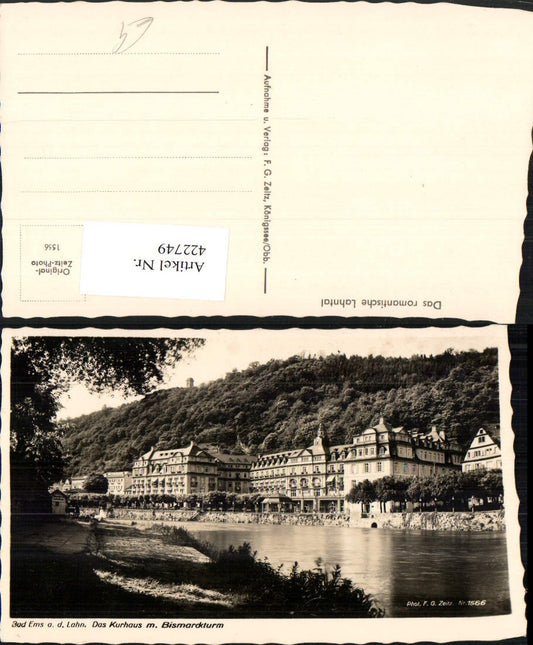 Das romantische Lahntal
Aufnahme u. Verlag: F. G. Zeitz, Königssee/Obb.
Artikel Nr.
422749
Original-
Zeitz-Photo
1556
Phot. F. G. Zeitz Nr. 1566
Bad Ems a. d. Lahn. Das Kurhaus m. Bismarckturm